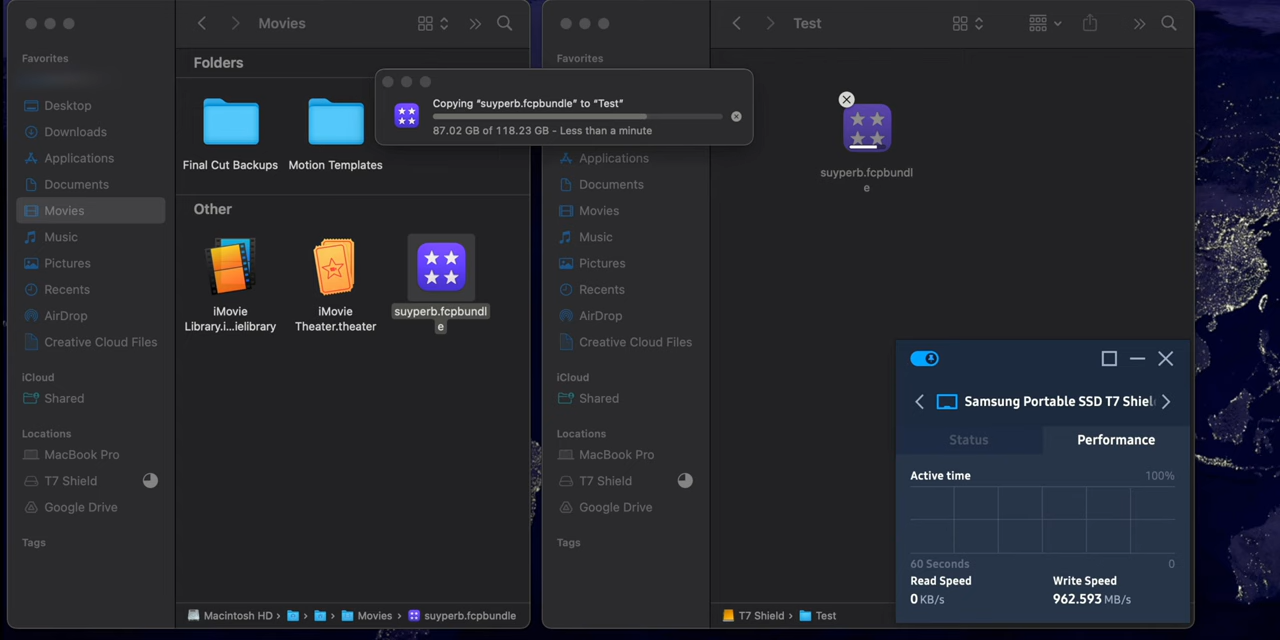 Movies
Favorites
Desktop
Downloads
Applications
Documents
Movies
Music
Pictures
Recents
AirDrop
Creative Cloud Files
iCloud
Shared
Locations
MacBook Pro
T7 Shield
Google Drive
Tags
Folders
Final Cut Backups
Motion Templates
Other
iMovie
Library.i...ielibrary
iMovie
Theater.theater
suyperb.fcpbundl
e
Macintosh HD › › › Movies › suyperb.fcpbundle
Copying “suyperb.fcpbundle” to “Test”
87.02 GB of 118.23 GB - Less than a minute
Test
Favorites
Applications
Documents
Movies
Music
Pictures
Recents
AirDrop
Creative Cloud Files
iCloud
Shared
Locations
MacBook Pro
T7 Shield
Google Drive
Tags
suyperb.fcpbundl
e
T7 Shield › Test
Samsung Portable SSD T7 Shiel
Status
Performance
Active time 100%
60 Seconds 0
Read Speed Write Speed
0 KB/s 962.593 MB/s